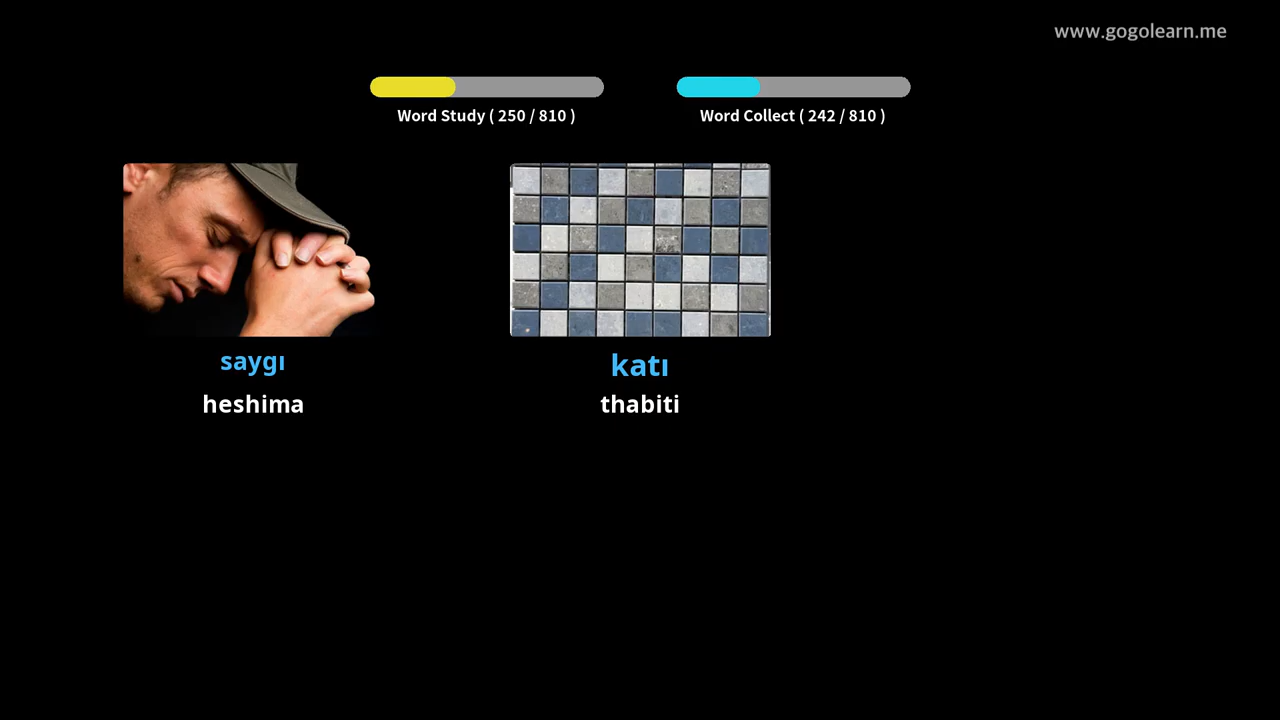 www.gogolearn.me
Word Study ( 250 / 810 )
Word Collect ( 242 / 810 )
saygı
heshima
katı
thabiti